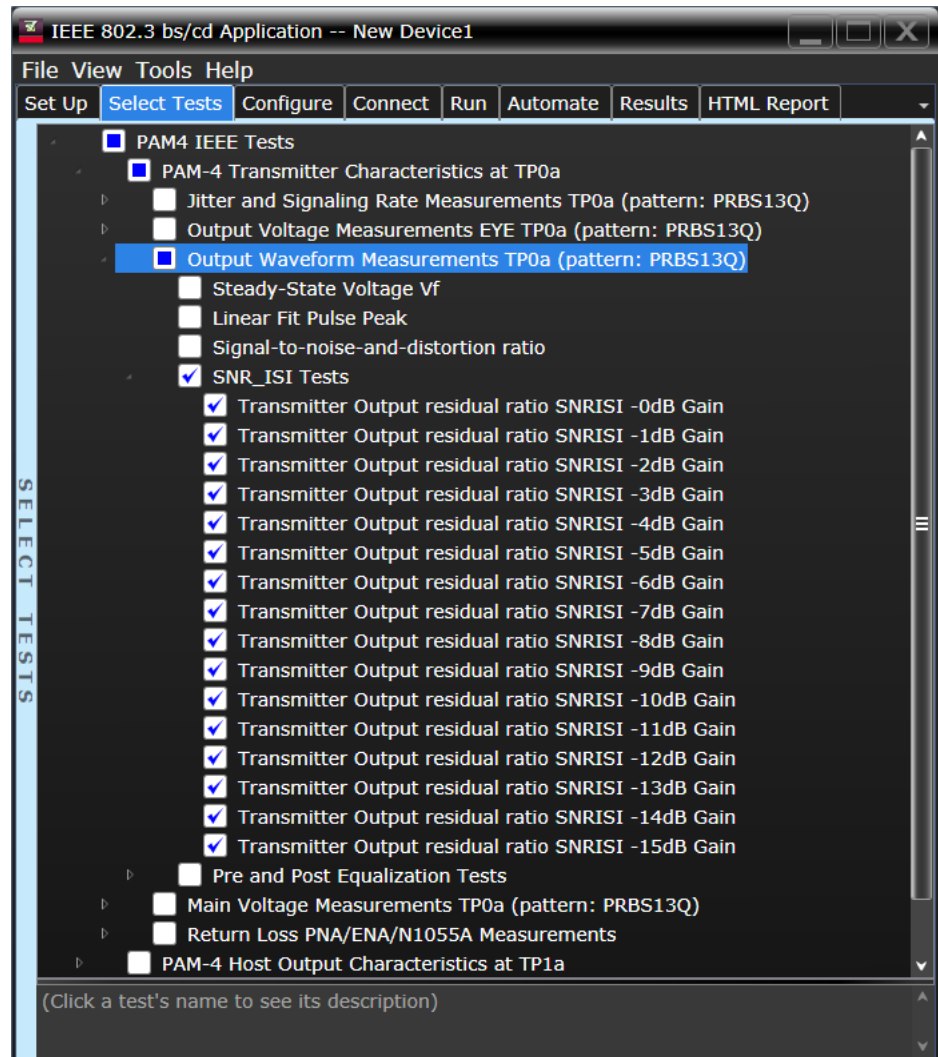 IEEE 802.3 bs/cd Application -- New Device1
File View Tools Help
Set Up Select Tests Configure Connect Run Automate Results HTML Report
PAM4 IEEE Tests
PAM-4 Transmitter Characteristics at TP0a
Jitter and Signaling Rate Measurements TP0a (pattern: PRBS13Q)
Output Voltage Measurements EYE TP0a (pattern: PRBS13Q)
Output Waveform Measurements TP0a (pattern: PRBS13Q)
Steady-State Voltage Vf
Linear Fit Pulse Peak
Signal-to-noise-and-distortion ratio
SNR_ISI Tests
Transmitter Output residual ratio SNRISI -0dB Gain
Transmitter Output residual ratio SNRISI -1dB Gain
Transmitter Output residual ratio SNRISI -2dB Gain
Transmitter Output residual ratio SNRISI -3dB Gain
Transmitter Output residual ratio SNRISI -4dB Gain
Transmitter Output residual ratio SNRISI -5dB Gain
Transmitter Output residual ratio SNRISI -6dB Gain
Transmitter Output residual ratio SNRISI -7dB Gain
Transmitter Output residual ratio SNRISI -8dB Gain
Transmitter Output residual ratio SNRISI -9dB Gain
Transmitter Output residual ratio SNRISI -10dB Gain
Transmitter Output residual ratio SNRISI -11dB Gain
Transmitter Output residual ratio SNRISI -12dB Gain
Transmitter Output residual ratio SNRISI -13dB Gain
Transmitter Output residual ratio SNRISI -14dB Gain
Transmitter Output residual ratio SNRISI -15dB Gain
Pre and Post Equalization Tests
Main Voltage Measurements TP0a (pattern: PRBS13Q)
Return Loss PNA/ENA/N1055A Measurements
PAM-4 Host Output Characteristics at TP1a
SELECT TESTS
(Click a test's name to see its description)